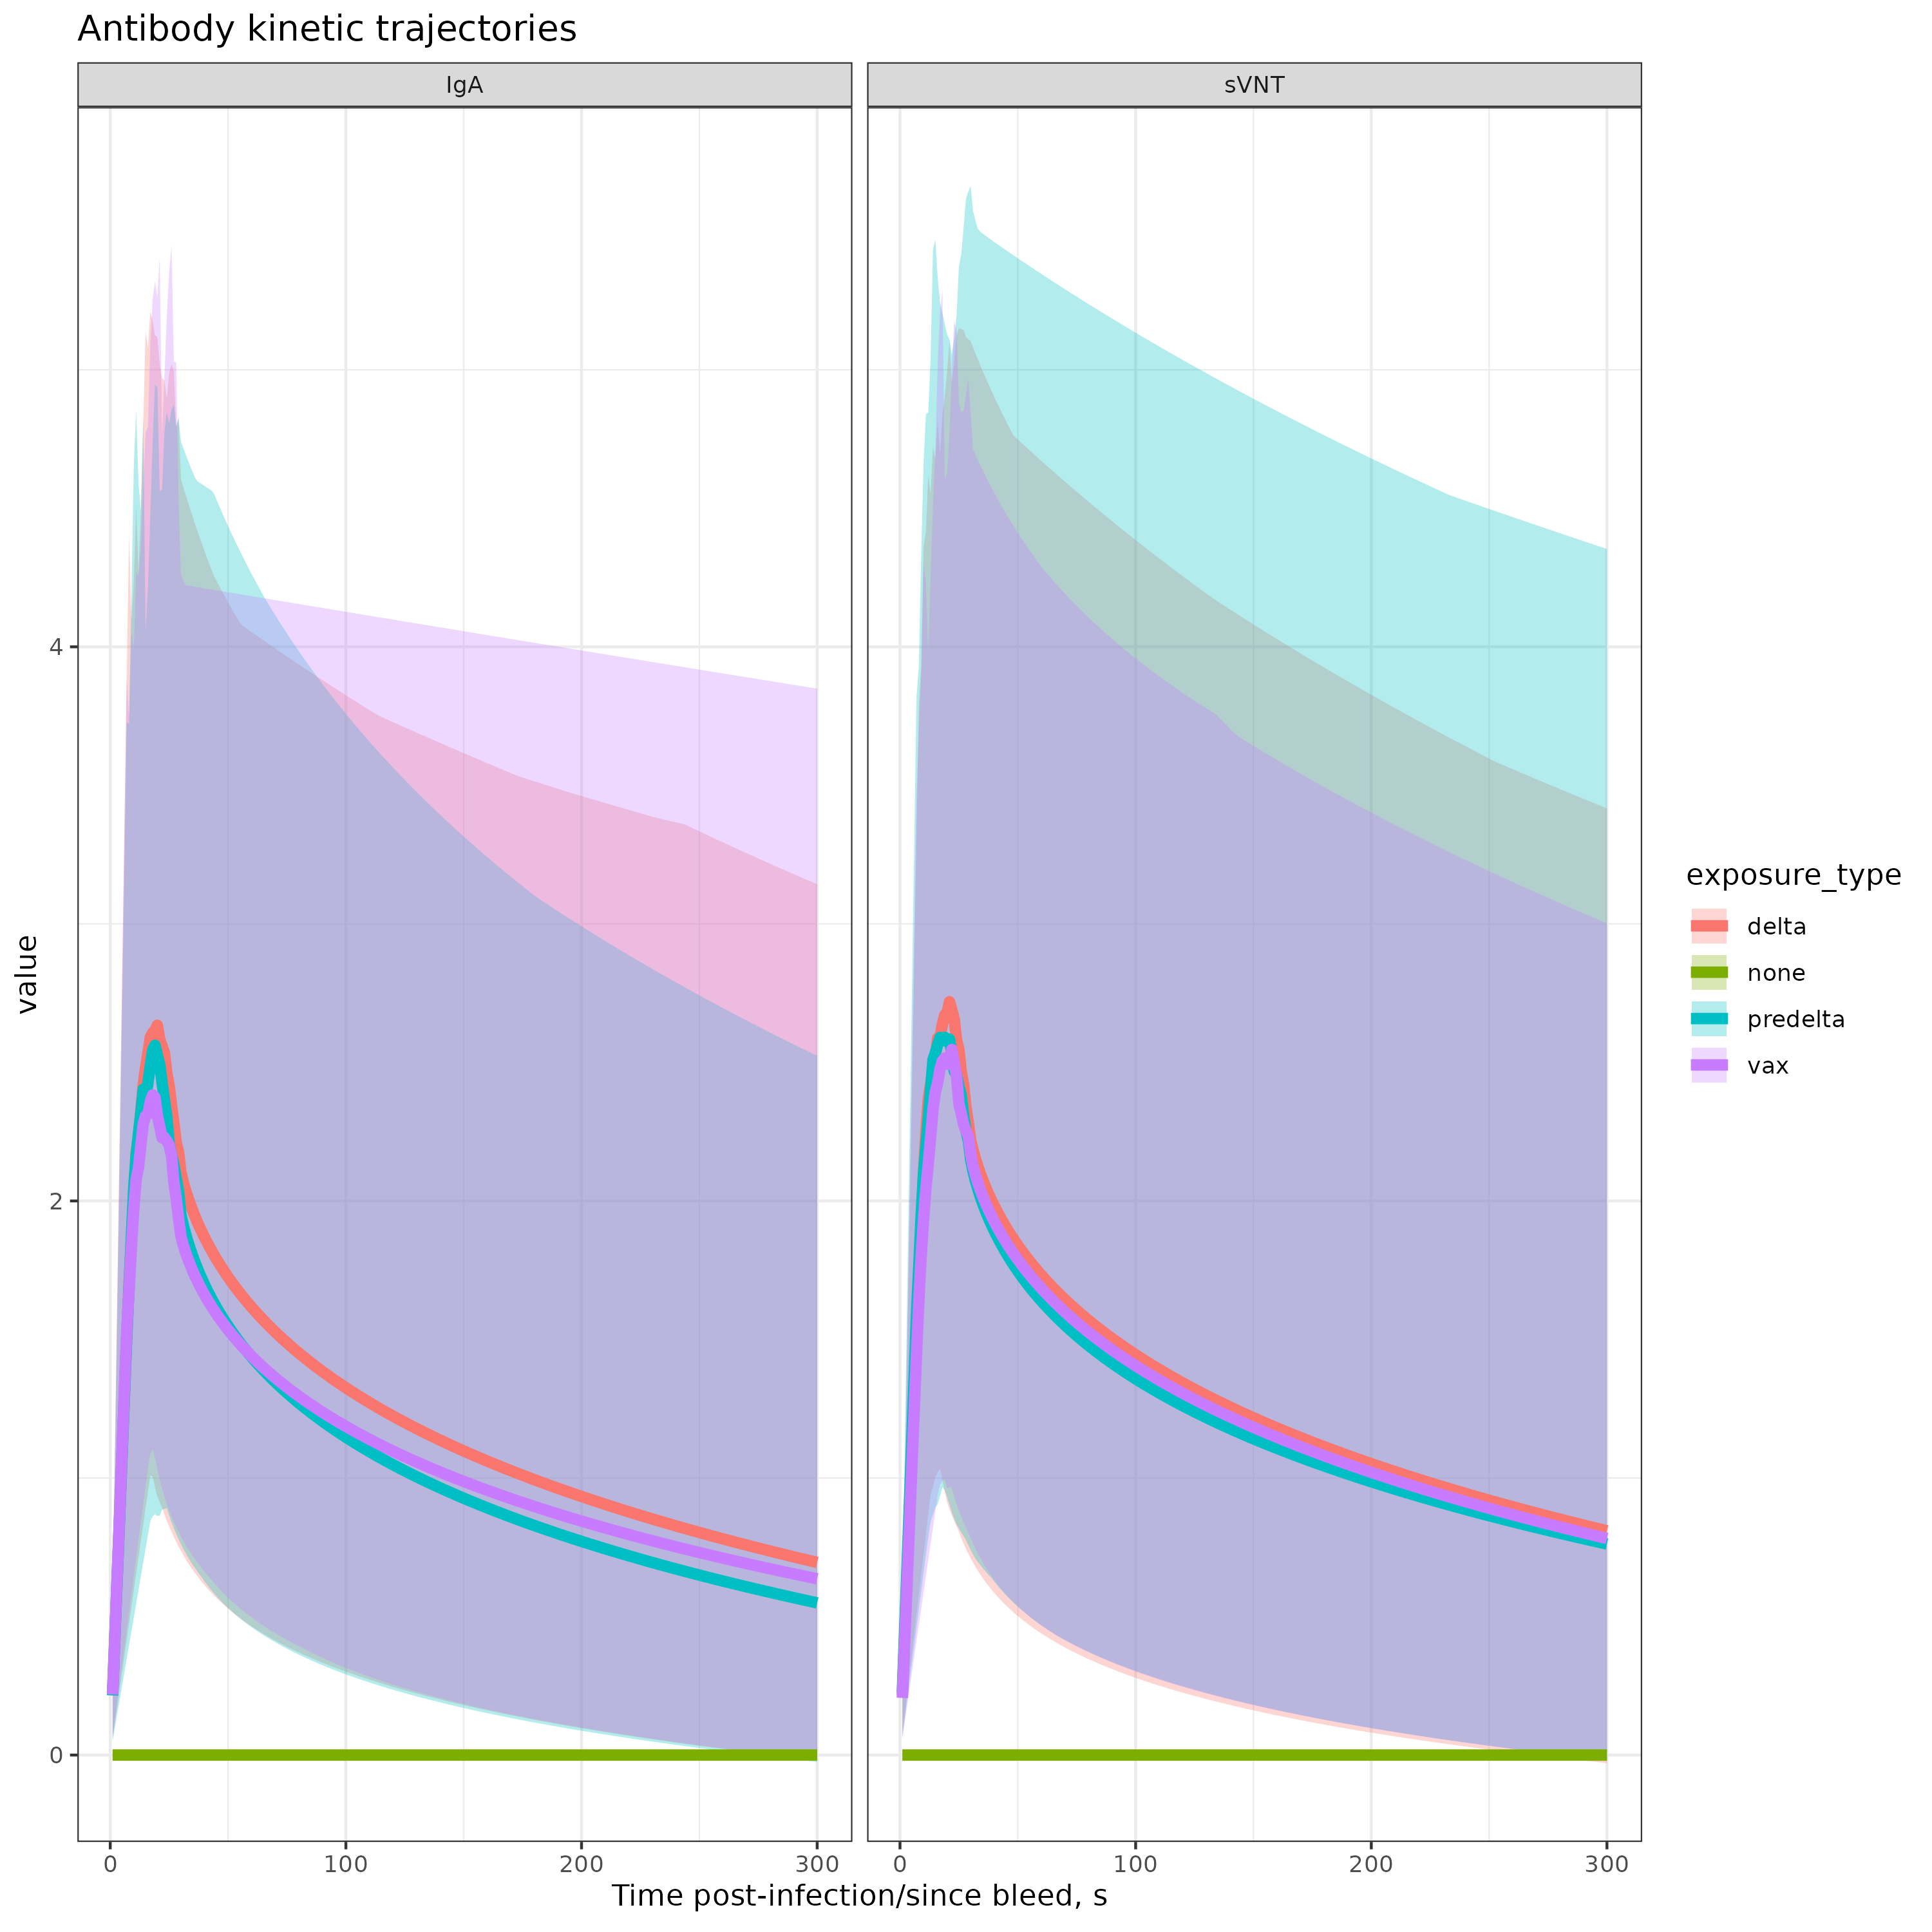 Antibody kinetic trajectories
IgA
sVNT
value
4
2
0
0
100
200
300
0
100
200
300
Time post-infection/since bleed, s
exposure_type
delta
none
predelta
vax